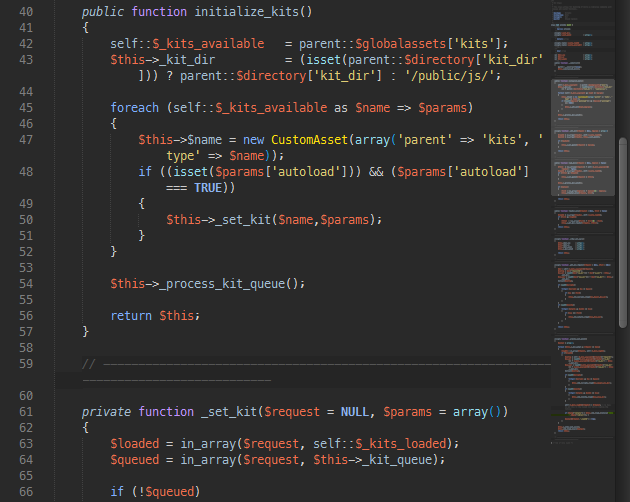 40 public function initialize_kits()
41 {
42 self::$_kits_available = parent::$globalassets['kits'];
43 $this->_kit_dir = (isset(parent::$directory['kit_dir'
])) ? parent::$directory['kit_dir'] : '/public/js/';
44
45 foreach (self::$_kits_available as $name => $params)
46 {
47 $this->$name = new CustomAsset(array('parent' => 'kits', '
type' => $name));
48 if ((isset($params['autoload'])) && ($params['autoload']
=== TRUE))
49 {
50 $this->_set_kit($name,$params);
51 }
52 }
53
54 $this->_process_kit_queue();
55
56 return $this;
57 }
58
59 // ----------------------------------------------------------------
---------------------------
60
61 private function _set_kit($request = NULL, $params = array())
62 {
63 $loaded = in_array($request, self::$_kits_loaded);
64 $queued = in_array($request, $this->_kit_queue);
65
66 if (!$queued)